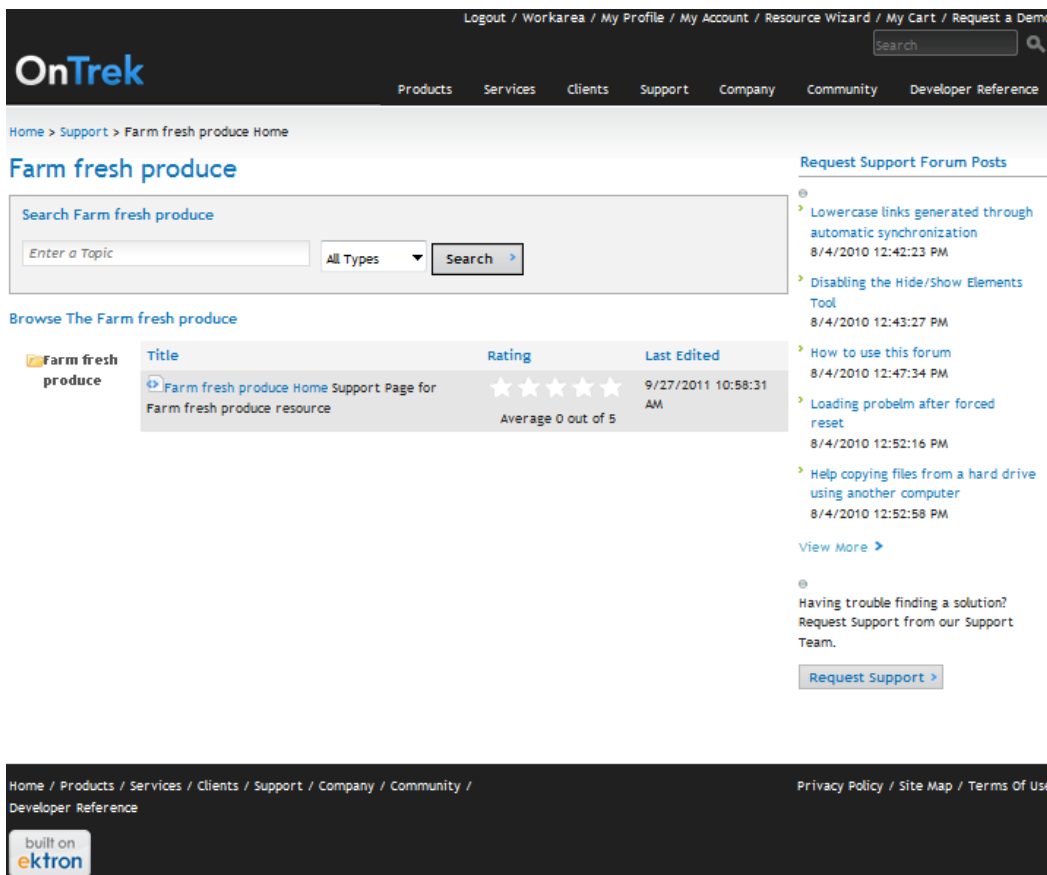 Logout / Workarea / My Profile / My Account / Resource Wizard / My Cart / Request a Demo
Search
OnTrek
Products Services Clients Support Company Community Developer Reference
Home > Support > Farm fresh produce Home
Farm fresh produce
Search Farm fresh produce
Enter a Topic
All Types
Search
Browse The Farm fresh produce
Farm fresh
produce
Title Rating Last Edited
Farm fresh produce Home Support Page for
Farm fresh produce resource
Average 0 out of 5
9/27/2011 10:58:31
AM
Request Support Forum Posts
Lowercase links generated through
automatic synchronization
8/4/2010 12:42:23 PM
Disabling the Hide/Show Elements
Tool
8/4/2010 12:43:27 PM
How to use this forum
8/4/2010 12:47:34 PM
Loading probelm after forced
reset
8/4/2010 12:52:16 PM
Help copying files from a hard drive
using another computer
8/4/2010 12:52:58 PM
View More
Having trouble finding a solution?
Request Support from our Support
Team.
Request Support
Home / Products / Services / Clients / Support / Company / Community /
Developer Reference
Privacy Policy / Site Map / Terms Of Use
built on
ektron